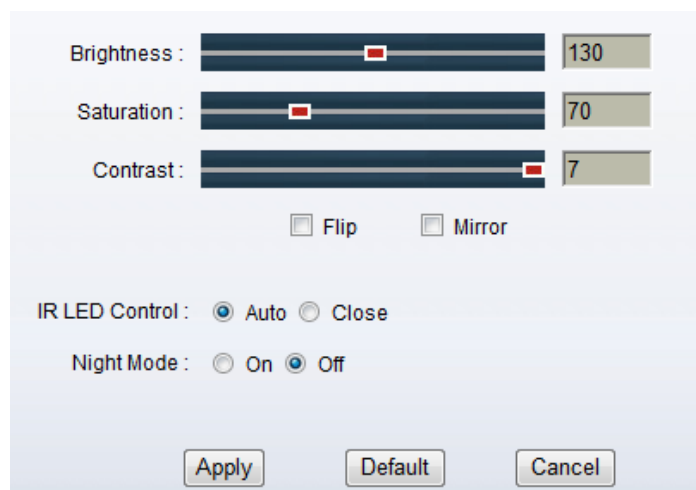 Brightness : 130
Saturation : 70
Contrast : 7
Flip Mirror
IR LED Control : Auto Close
Night Mode : On Off
Apply Default Cancel